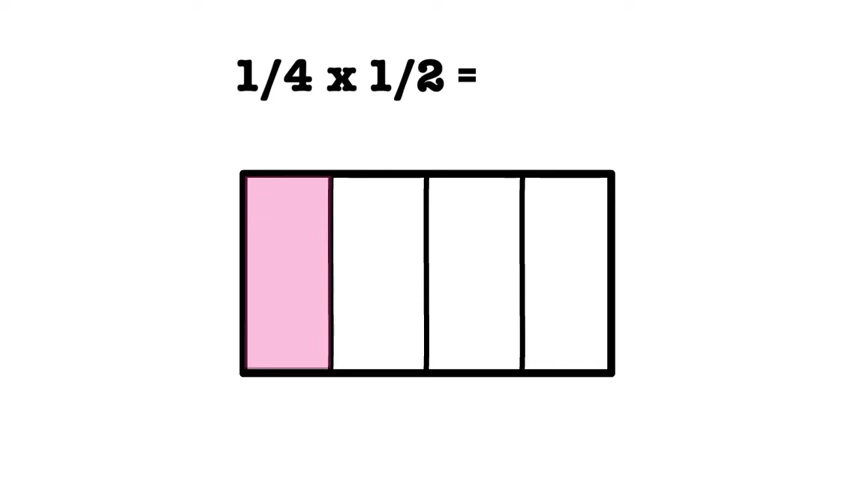 1/4 x 1/2 =